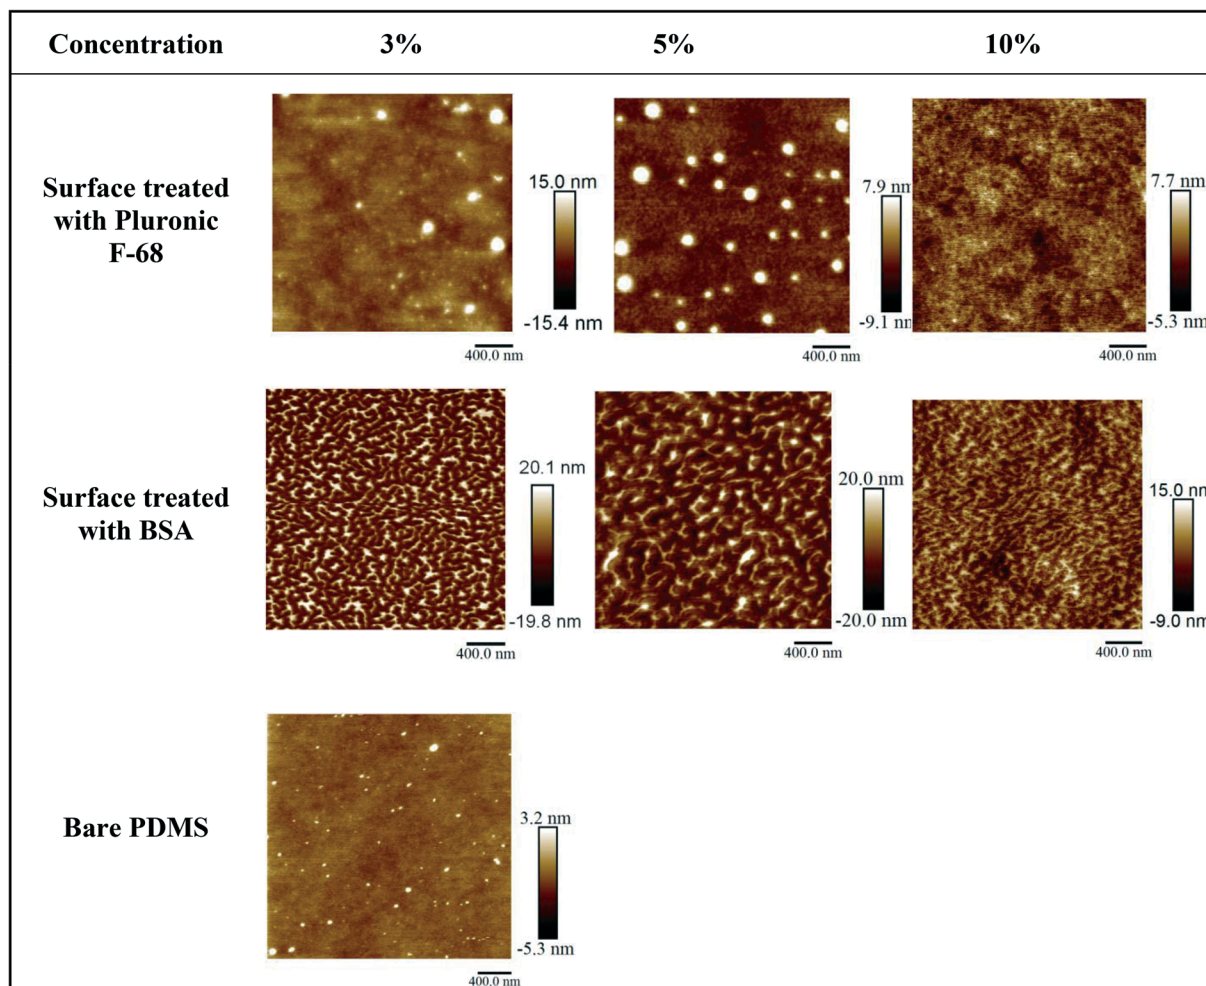 Concentration 3% 5% 10%
Surface treated
with Pluronic
F-68
15.0 nm
-15.4 nm
400.0 nm
7.9 nm
-9.1 nm
400.0 nm
7.7 nm
-5.3 nm
400.0 nm
Surface treated
with BSA
20.1 nm
-19.8 nm
400.0 nm
20.0 nm
-20.0 nm
400.0 nm
15.0 nm
-9.0 nm
400.0 nm
Bare PDMS
3.2 nm
-5.3 nm
400.0 nm